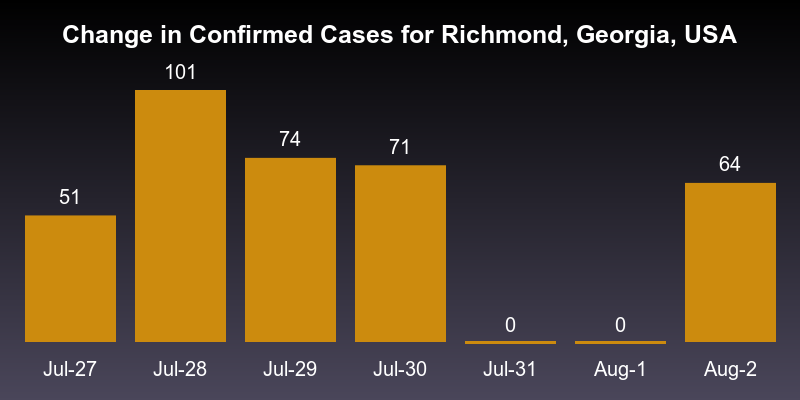 Change in Confirmed Cases for Richmond, Georgia, USA
51
101
74
71
0
0
64
Jul-27
Jul-28
Jul-29
Jul-30
Jul-31
Aug-1
Aug-2